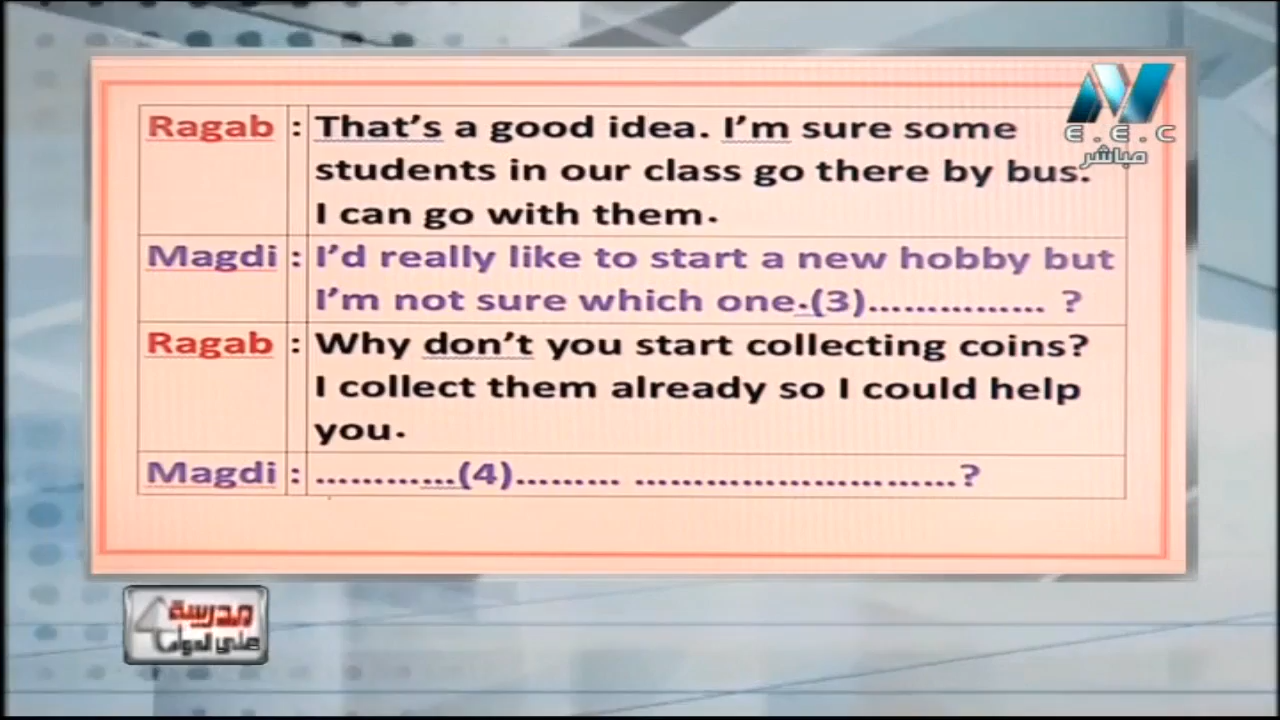 Ragab : That's a good idea. I'm sure some
students in our class go there by bus.
I can go with them.
Magdi : I'd really like to start a new hobby but
I'm not sure which one.(3)............... ?
Ragab : Why don't you start collecting coins?
I collect them already so I could help
you.
Magdi : ..............(4)......... ...........................?
E.E.C
مباشر
مدرسة
على الهواء